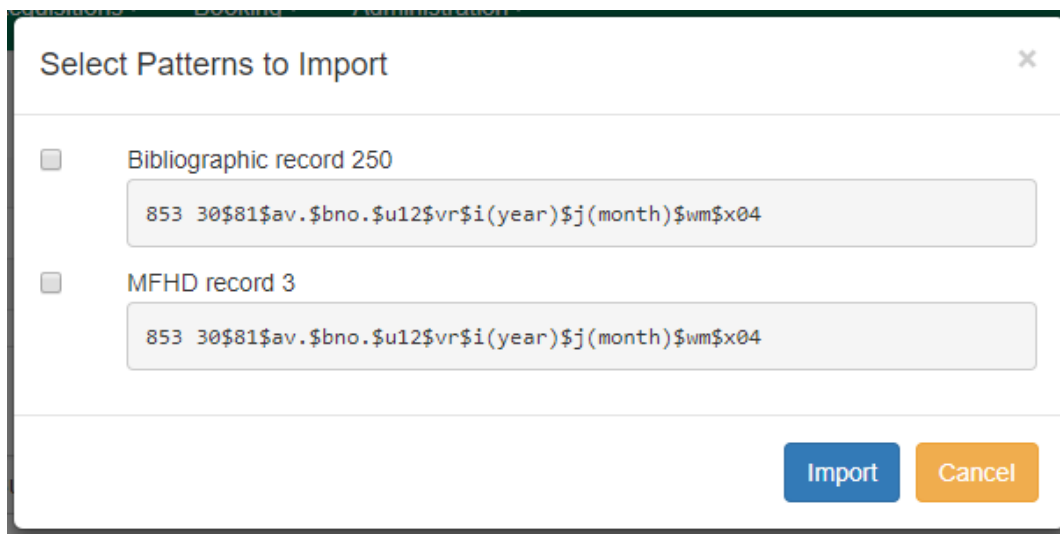 Select Patterns to Import
×
Bibliographic record 250
853 30$81$av.$bno.$u12$vr$i(year)$j(month)$wm$x04
MFHD record 3
853 30$81$av.$bno.$u12$vr$i(year)$j(month)$wm$x04
Import Cancel